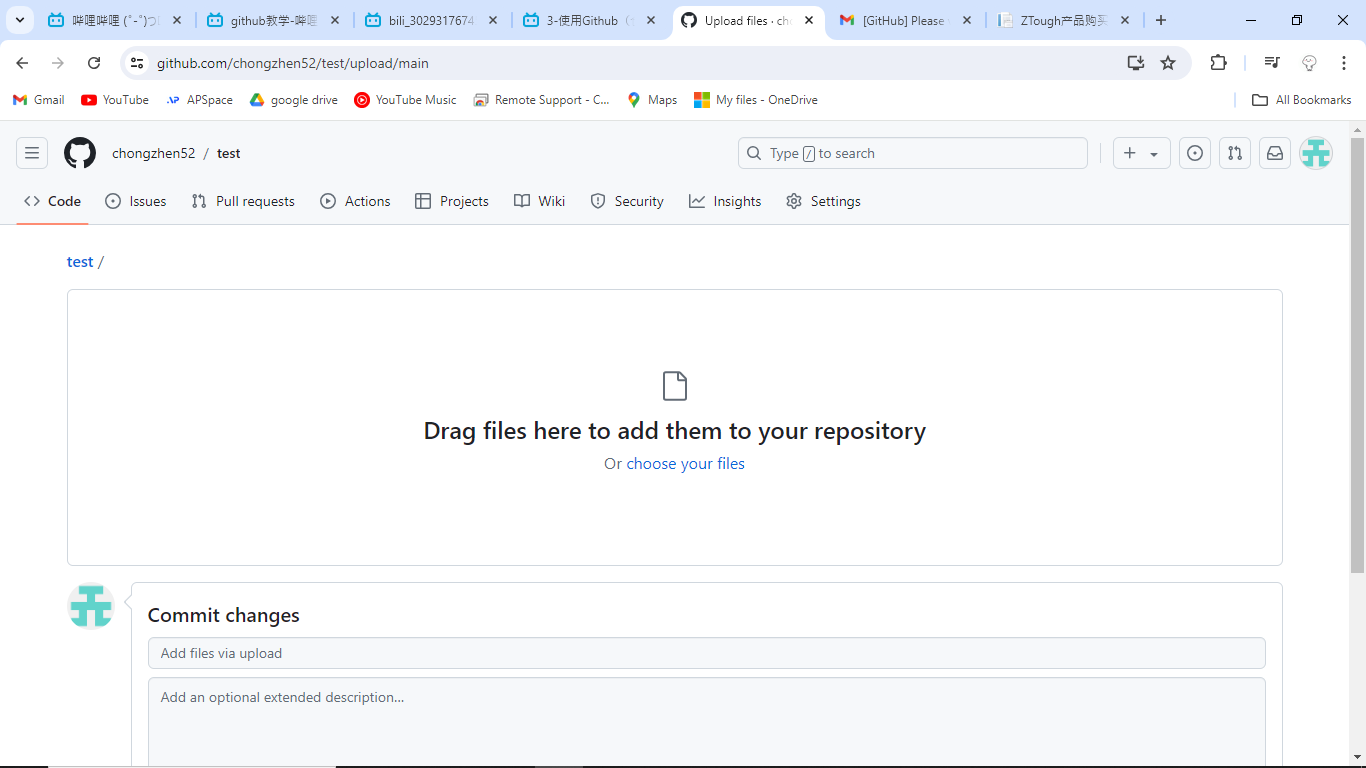 哔哩哔哩 (゜-゜)つ
github教学-哔哩
bili_3029317674
3-使用Github
Upload files · cho
[GitHub] Please
ZTough产品购买
github.com/chongzhen52/test/upload/main
Gmail
YouTube
APSpace
google drive
YouTube Music
Remote Support - C...
Maps
My files - OneDrive
All Bookmarks
chongzhen52 / test
Type / to search
Code
Issues
Pull requests
Actions
Projects
Wiki
Security
Insights
Settings
test /
Drag files here to add them to your repository
Or choose your files
Commit changes
Add files via upload
Add an optional extended description...